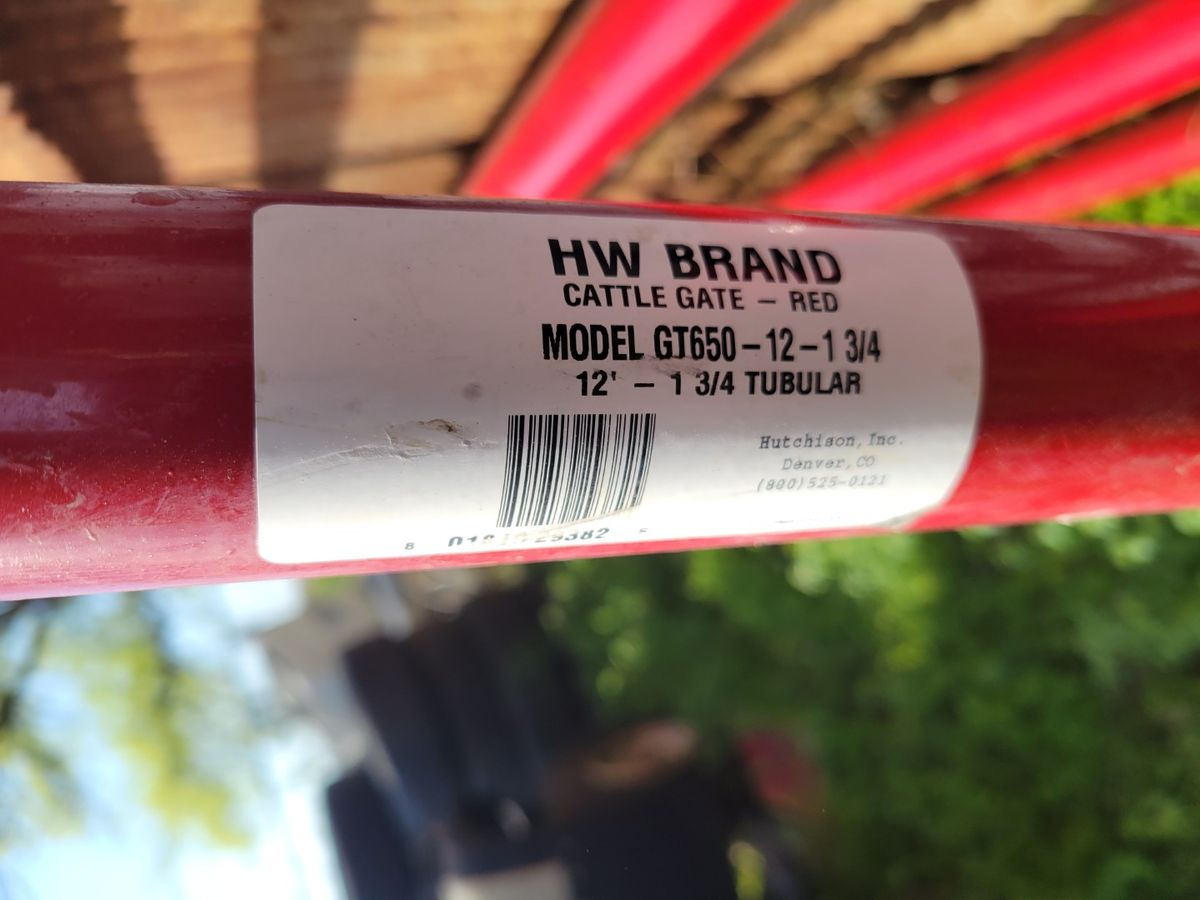 HW BRAND
CATTLE GATE – RED
MODEL GT650–12–1 3/4
12' – 1 3/4 TUBULAR
Hutchison, Inc.
Denver, CO
(800)525-0121
8